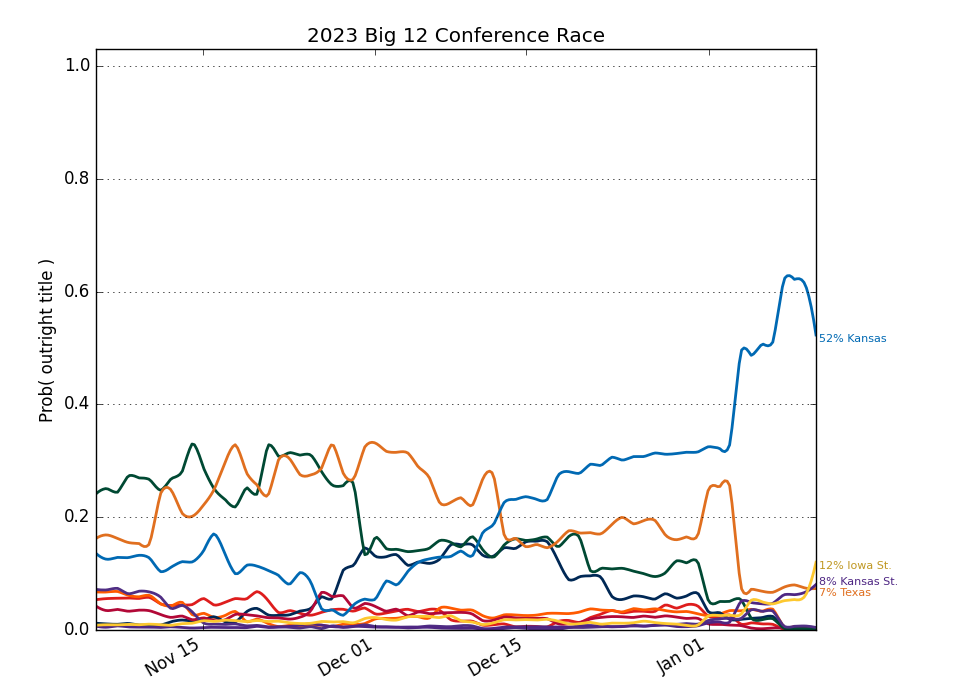 2023 Big 12 Conference Race
Prob( outright title )
1.0
0.8
0.6
0.4
0.2
0.0
52% Kansas
12% Iowa St.
8% Kansas St.
7% Texas
Nov 15
Dec 01
Dec 15
Jan 01